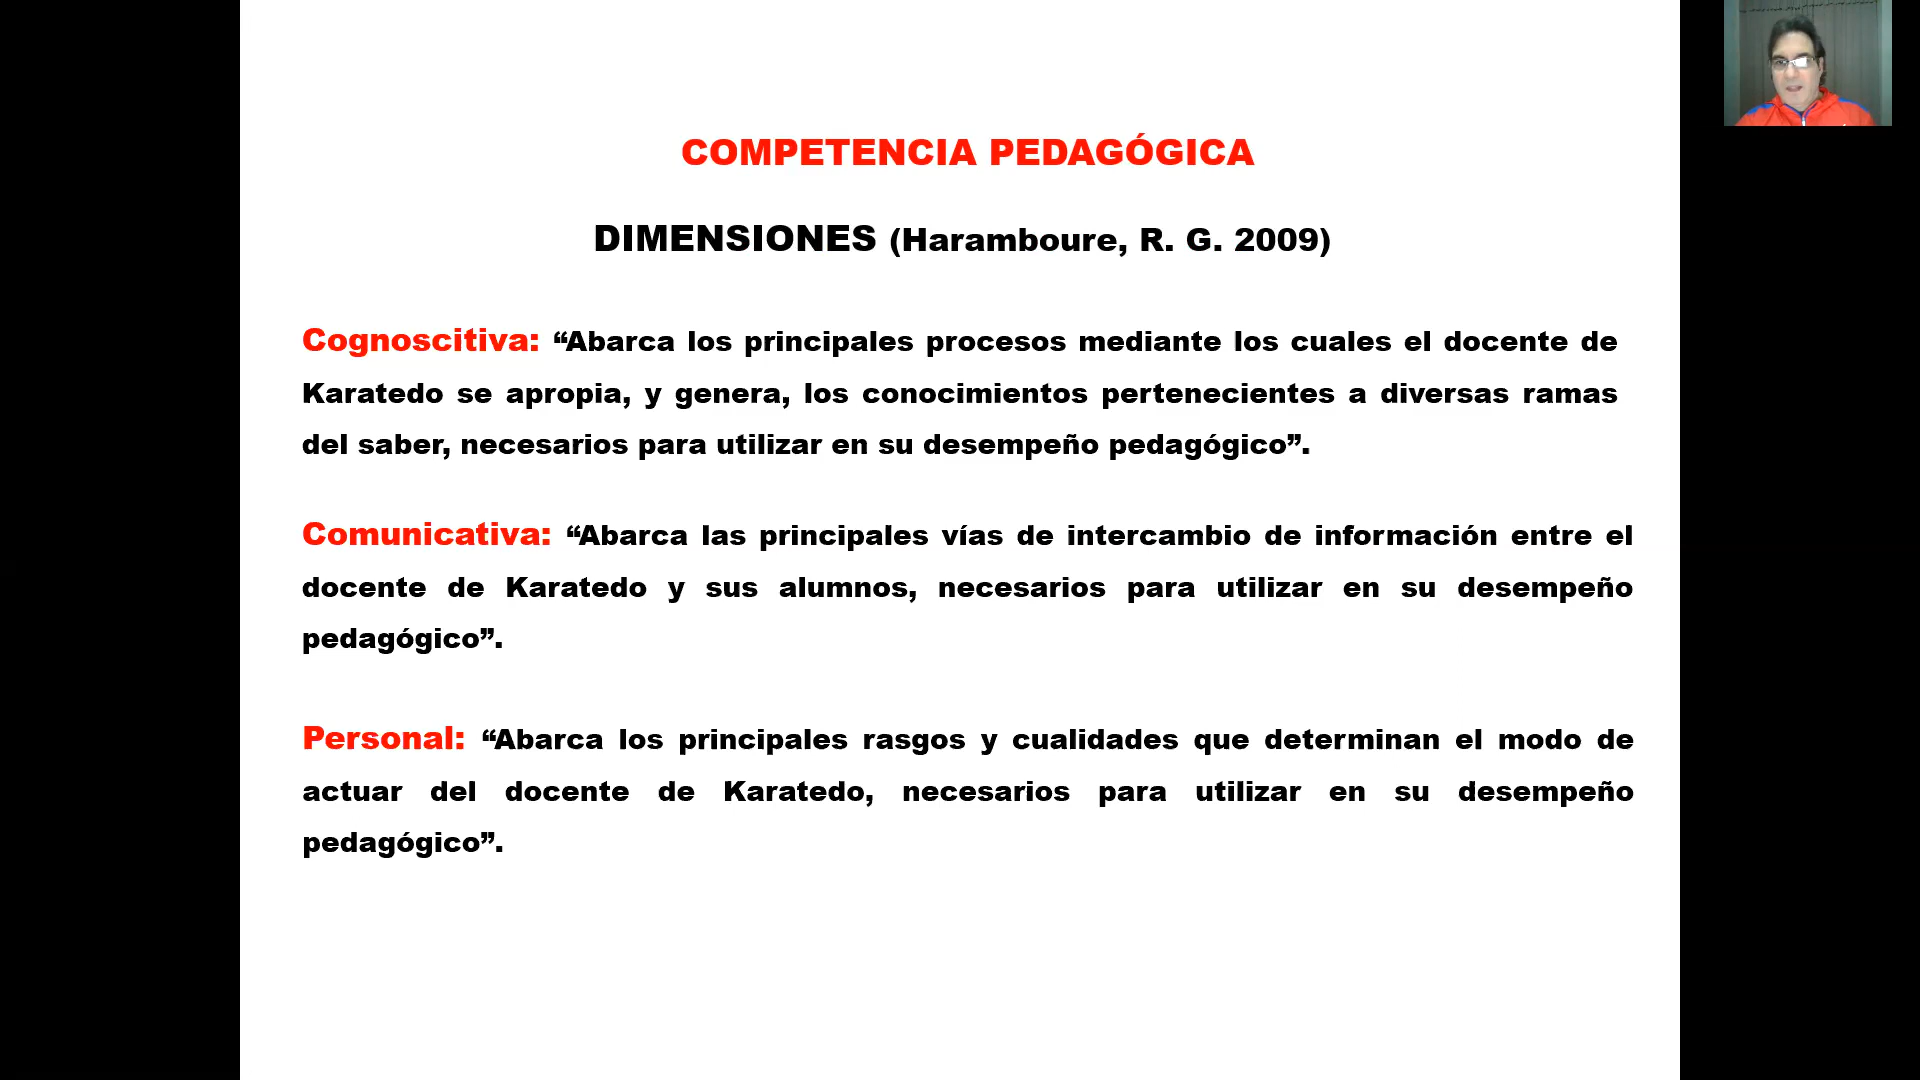 COMPETENCIA PEDAGÓGICA
DIMENSIONES (Haramboure, R. G. 2009)
Cognoscitiva: “Abarca los principales procesos mediante los cuales el docente de
Karatedo se apropia, y genera, los conocimientos pertenecientes a diversas ramas
del saber, necesarios para utilizar en su desempeño pedagógico”.
Comunicativa: “Abarca las principales vías de intercambio de información entre el
docente de Karatedo y sus alumnos, necesarios para utilizar en su desempeño
pedagógico”.
Personal: “Abarca los principales rasgos y cualidades que determinan el modo de
actuar del docente de Karatedo, necesarios para utilizar en su desempeño
pedagógico”.